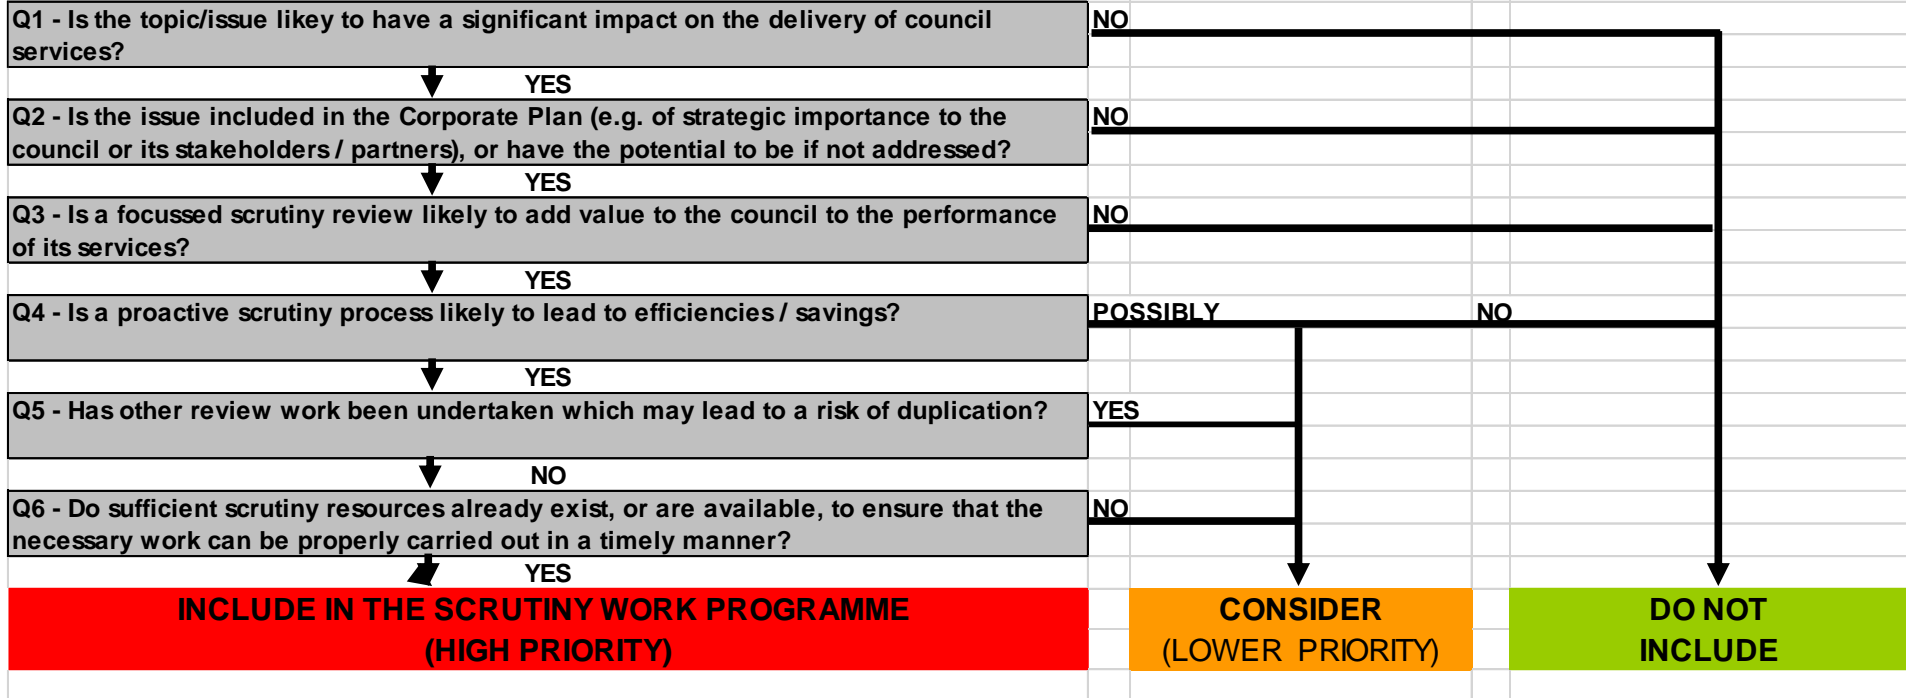 Q1 - Is the topic/issue likey to have a significant impact on the delivery of council
services?
NO
YES
Q2 - Is the issue included in the Corporate Plan (e.g. of strategic importance to the
council or its stakeholders / partners), or have the potential to be if not addressed?
NO
YES
Q3 - Is a focussed scrutiny review likely to add value to the council to the performance
of its services?
NO
YES
Q4 - Is a proactive scrutiny process likely to lead to efficiencies / savings?
POSSIBLY
NO
YES
Q5 - Has other review work been undertaken which may lead to a risk of duplication?
YES
NO
Q6 - Do sufficient scrutiny resources already exist, or are available, to ensure that the
necessary work can be properly carried out in a timely manner?
NO
YES
INCLUDE IN THE SCRUTINY WORK PROGRAMME
(HIGH PRIORITY)
CONSIDER
(LOWER PRIORITY)
DO NOT
INCLUDE